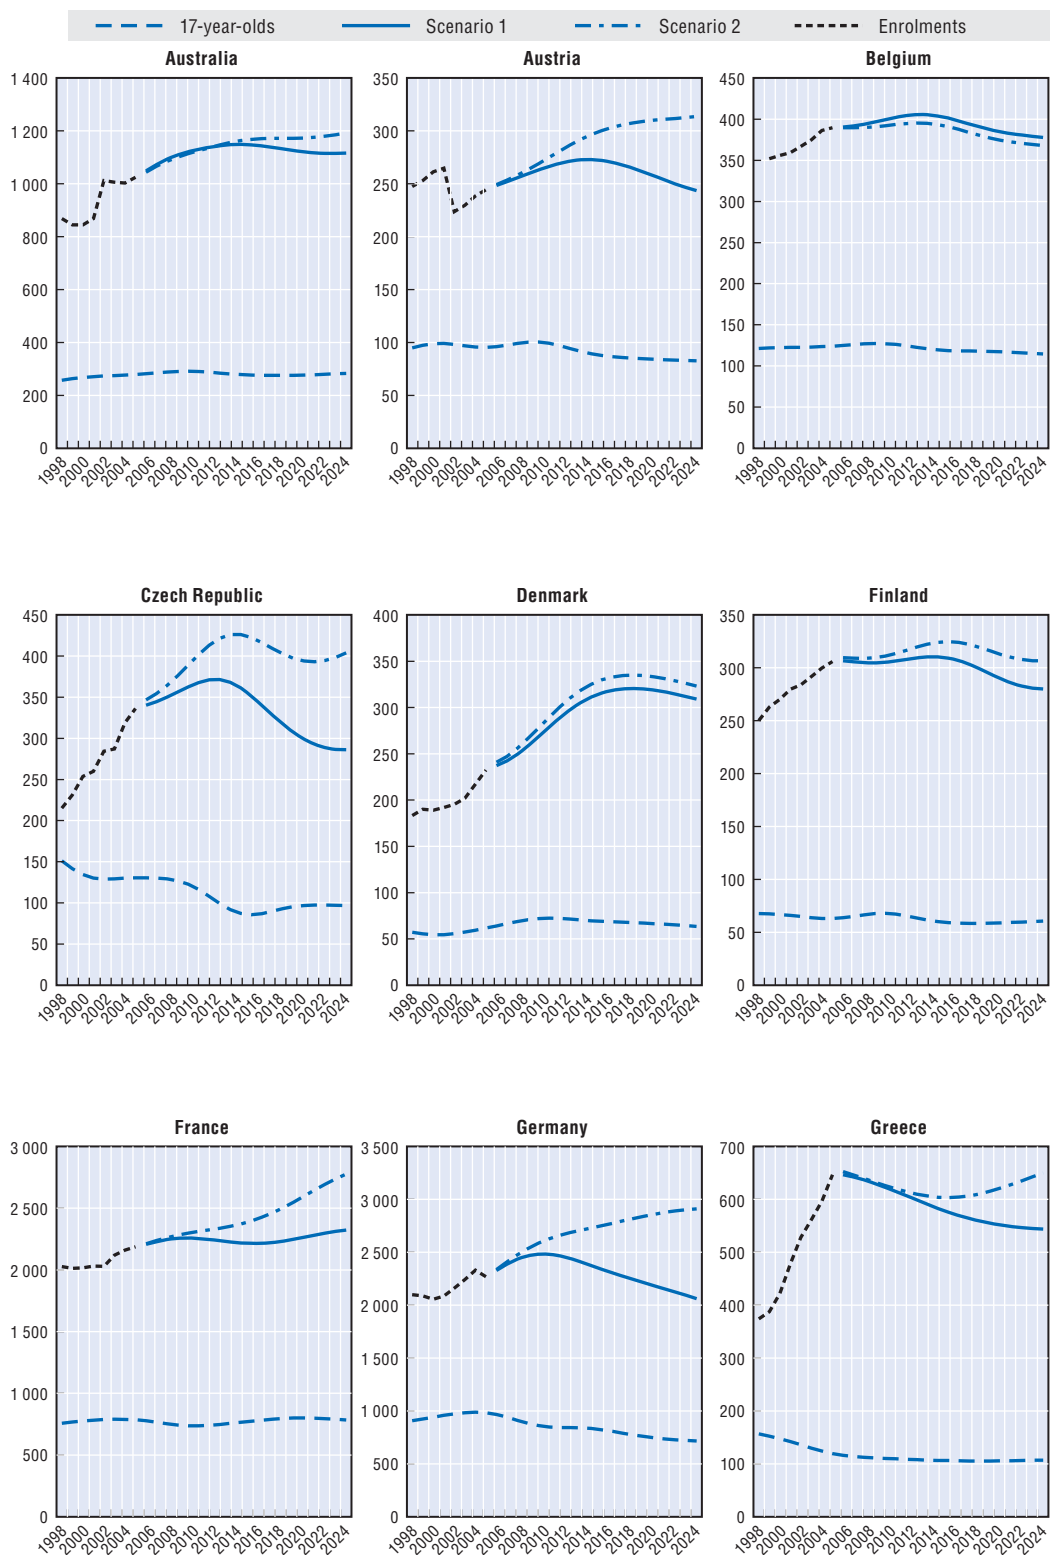 17-year-olds Scenario 1 Scenario 2 Enrolments
Australia Austria Belgium
1 400 350 450
1 200 300 400
1 000 250 350
800 200 300
600 150 250
400 100 200
200 50 150
0 0 100
50
0
1998 2000 2002 2004 2006 2008 2010 2012 2014 2016 2018 2020 2022 2024
1998 2000 2002 2004 2006 2008 2010 2012 2014 2016 2018 2020 2022 2024
1998 2000 2002 2004 2006 2008 2010 2012 2014 2016 2018 2020 2022 2024
Czech Republic Denmark Finland
450 400 350
400 350 300
350 300 250
300 250 200
250 200 150
200 150 100
150 100 50
100 50 0
50 0
0
1998 2000 2002 2004 2006 2008 2010 2012 2014 2016 2018 2020 2022 2024
1998 2000 2002 2004 2006 2008 2010 2012 2014 2016 2018 2020 2022 2024
1998 2000 2002 2004 2006 2008 2010 2012 2014 2016 2018 2020 2022 2024
France Germany Greece
3 000 3 500 700
2 500 3 000 600
2 000 2 500 500
1 500 2 000 400
1 000 1 500 300
500 1 000 200
0 500 100
0 0
1998 2000 2002 2004 2006 2008 2010 2012 2014 2016 2018 2020 2022 2024
1998 2000 2002 2004 2006 2008 2010 2012 2014 2016 2018 2020 2022 2024
1998 2000 2002 2004 2006 2008 2010 2012 2014 2016 2018 2020 2022 2024